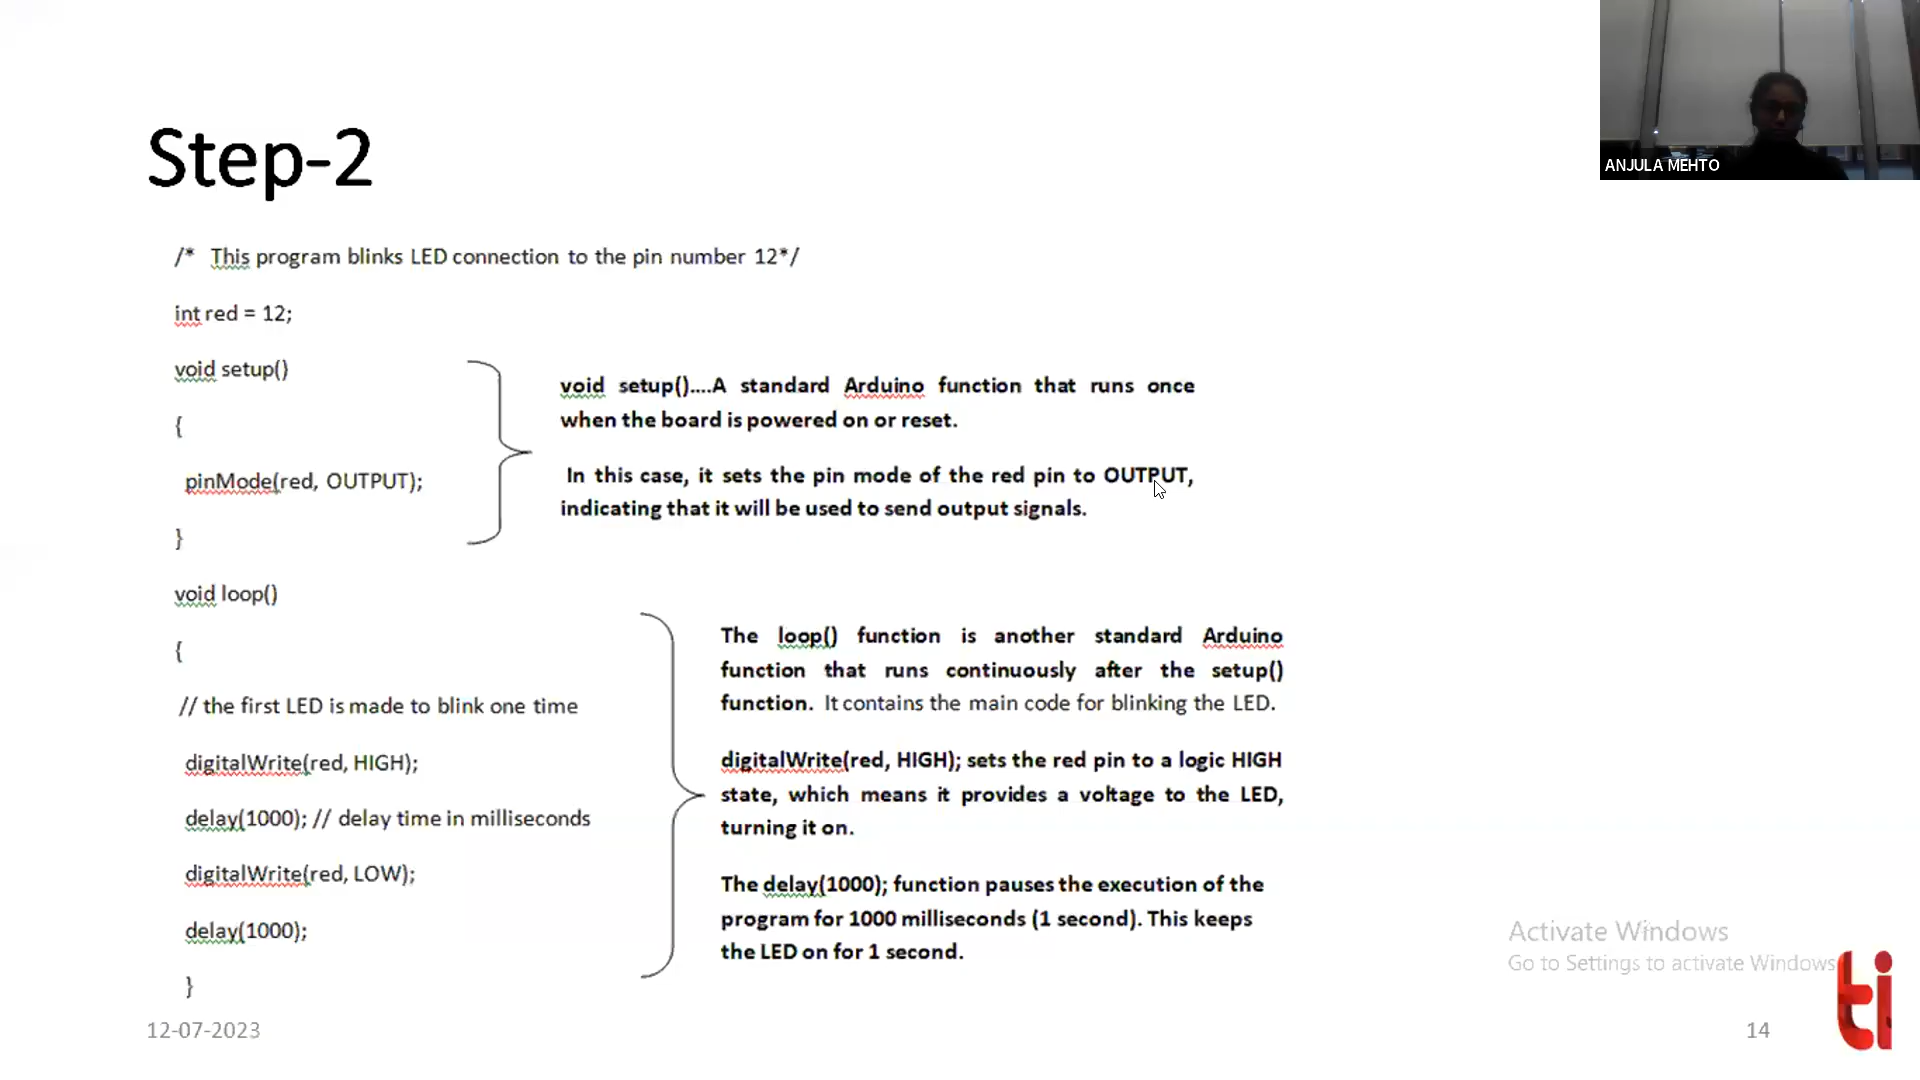 ANJULA MEHTO
Step-2
/* This program blinks LED connection to the pin number 12*/
int red = 12;
void setup()
{
pinMode(red, OUTPUT);
}
void setup()....A standard Arduino function that runs once
when the board is powered on or reset.
In this case, it sets the pin mode of the red pin to OUTPUT,
indicating that it will be used to send output signals.
void loop()
{
// the first LED is made to blink one time
digitalWrite(red, HIGH);
delay(1000); // delay time in milliseconds
digitalWrite(red, LOW);
delay(1000);
}
The loop() function is another standard Arduino
function that runs continuously after the setup()
function. It contains the main code for blinking the LED.
digitalWrite(red, HIGH); sets the red pin to a logic HIGH
state, which means it provides a voltage to the LED,
turning it on.
The delay(1000); function pauses the execution of the
program for 1000 milliseconds (1 second). This keeps
the LED on for 1 second.
Activate Windows
Go to Settings to activate Windows
ti
12-07-2023
14